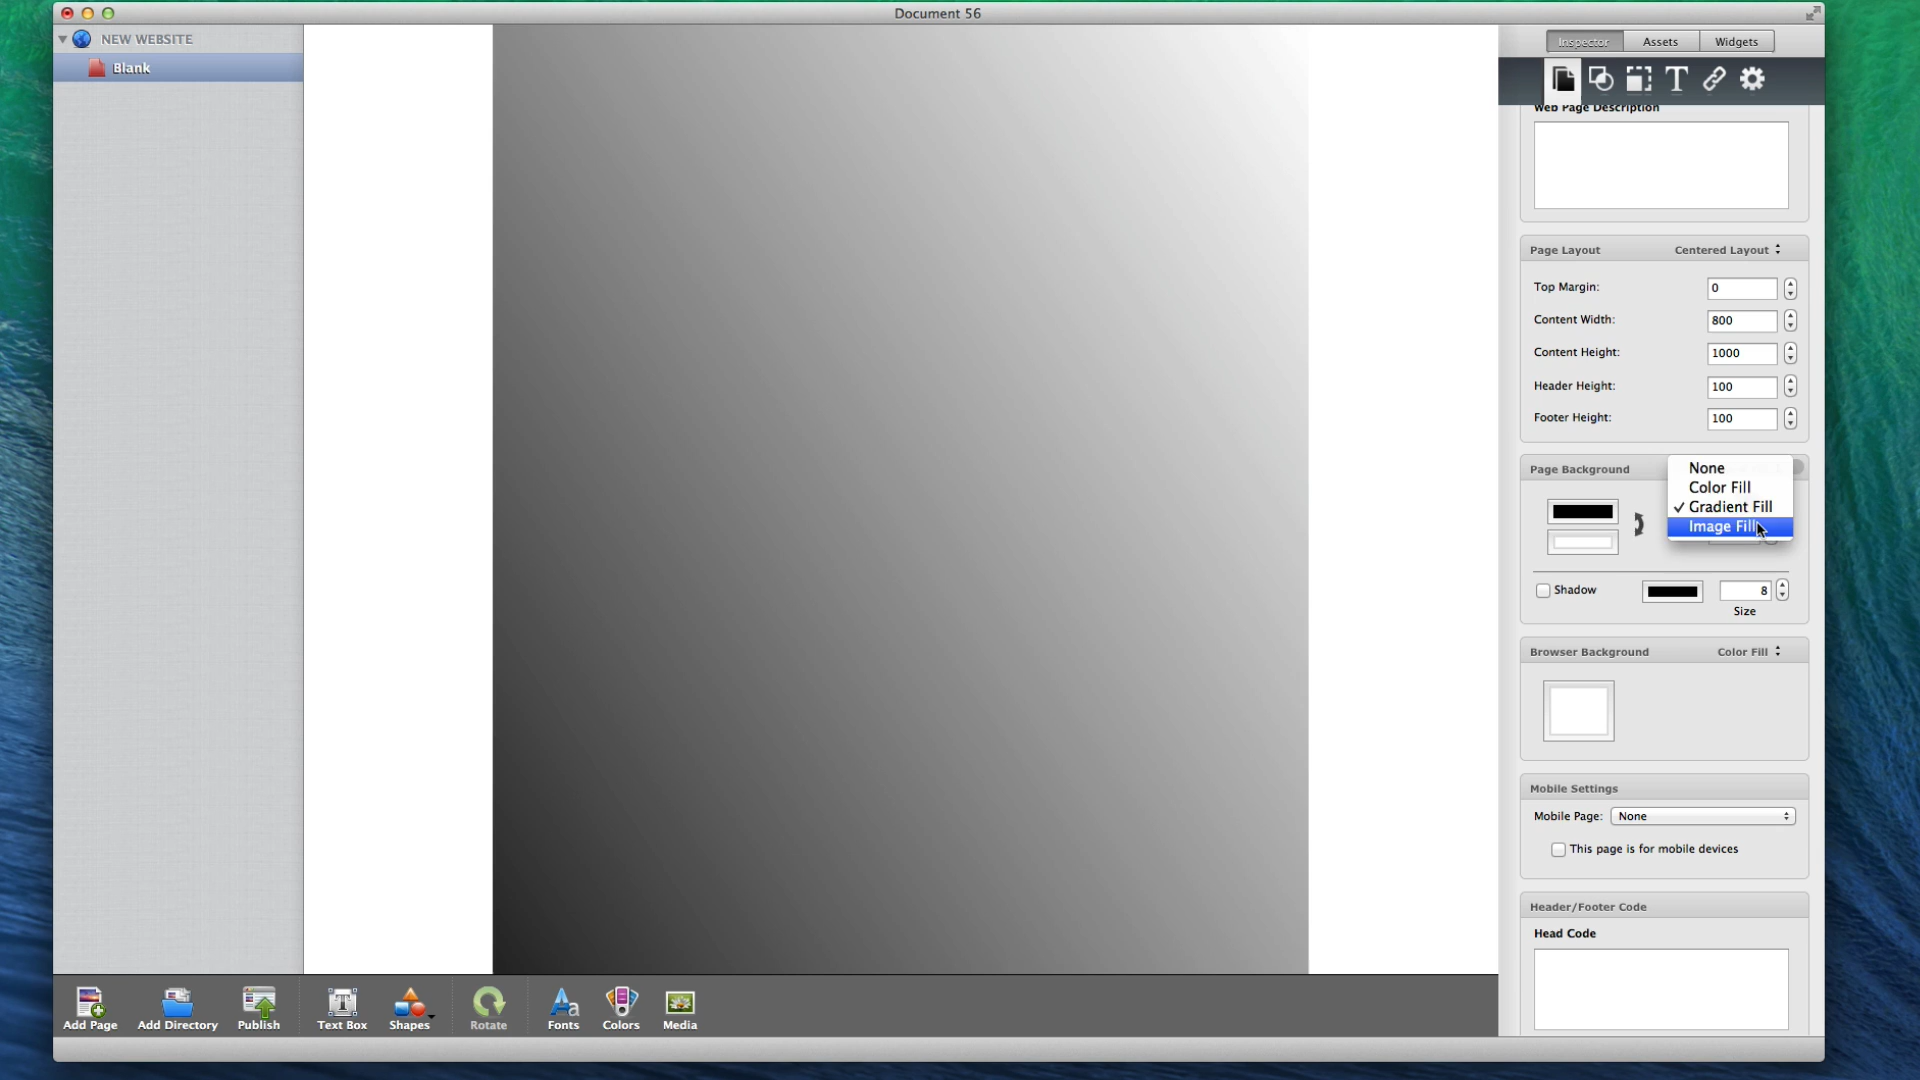 Document 56
NEW WEBSITE
Blank
Inspector
Assets
Widgets
Web Page Description
Page Layout
Centered Layout
Top Margin:
0
Content Width:
800
Content Height:
1000
Header Height:
100
Footer Height:
100
Page Background
None
Color Fill
✓ Gradient Fill
Image Fill
Shadow
8
Size
Browser Background
Color Fill
Mobile Settings
Mobile Page:
None
This page is for mobile devices
Header/Footer Code
Head Code
Add Page
Add Directory
Publish
Text Box
Shapes
Rotate
Fonts
Colors
Media